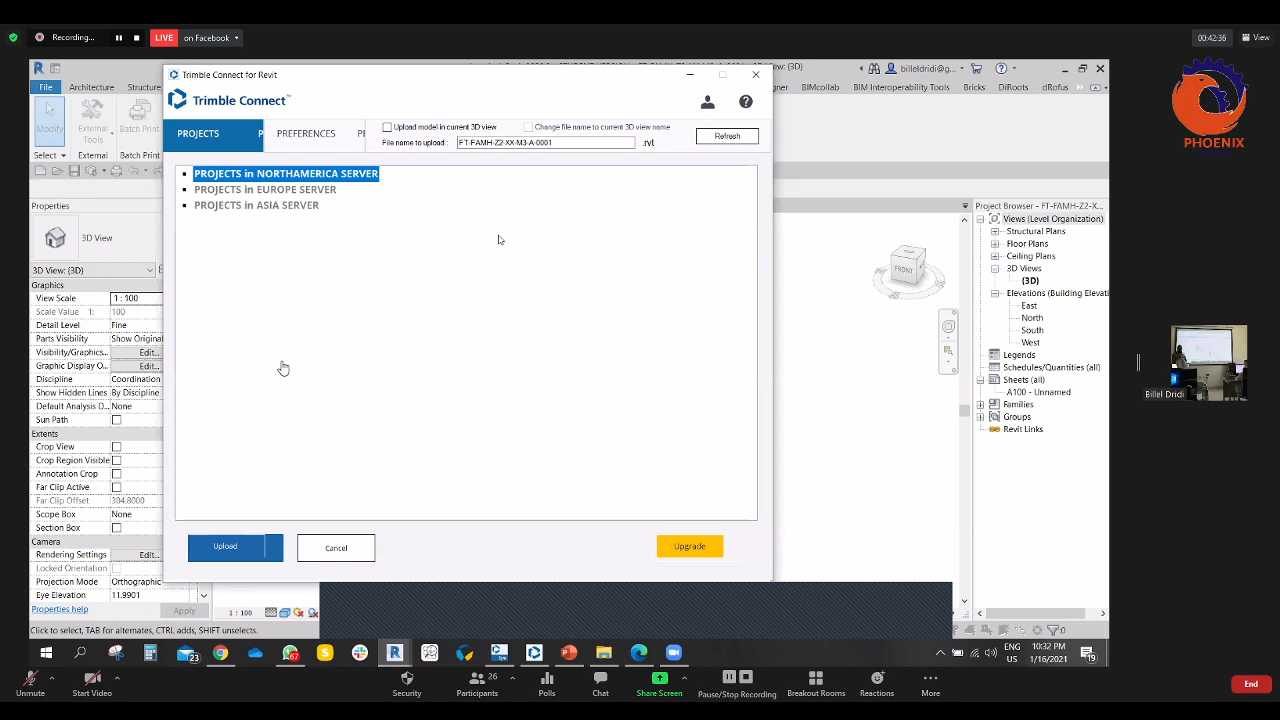 Recording...
LIVE on Facebook
00:42:36
View
PHOENIX
billeldridi@g...
File Architecture
BIMcollab BIM Interoperability Tools Bricks DiRoots dRofus
Modify
External Tools
Batch Print
Select External Batch Print
Trimble Connect for Revit
Trimble Connect™
PROJECTS
PREFERENCES
Upload model in current 3D view
Change file name to current 3D view name
File name to upload :
FT-FAMH-Z2-XX-M3-A-0001
.rvt
Refresh
PROJECTS in NORTHAMERICA SERVER
PROJECTS in EUROPE SERVER
PROJECTS in ASIA SERVER
Upload
Cancel
Upgrade
Properties
3D View
3D View: {3D}
Graphics
View Scale 1 : 100
Scale Value 1: 100
Detail Level Fine
Parts Visibility Show Original
Visibility/Graphics... Edit...
Graphic Display O... Edit...
Discipline Coordination
Show Hidden Lines By Discipline
Default Analysis D... None
Sun Path
Extents
Crop View
Crop Region Visible
Annotation Crop
Far Clip Active
Far Clip Offset 304.8000
Scope Box None
Section Box
Camera
Rendering Settings Edit...
Locked Orientation
Projection Mode Orthographic
Eye Elevation 11.9901
Properties help
Apply
1 : 100
Click to select, TAB for alternates, CTRL adds, SHIFT unselects.
FRONT
Project Browser - FT-FAMH-Z2-X...
Views (Level Organization)
Structural Plans
Floor Plans
Ceiling Plans
3D Views
{3D}
Elevations (Building Elevati
East
North
South
West
Legends
Schedules/Quantities (all)
Sheets (all)
A100 - Unnamed
Families
Groups
Revit Links
:0
Billel Dridi
23
67
ENG
US
10:32 PM
1/16/2021
19
Unmute
Start Video
Security
Participants
26
Polls
Chat
Share Screen
Pause/Stop Recording
Breakout Rooms
Reactions
More
End